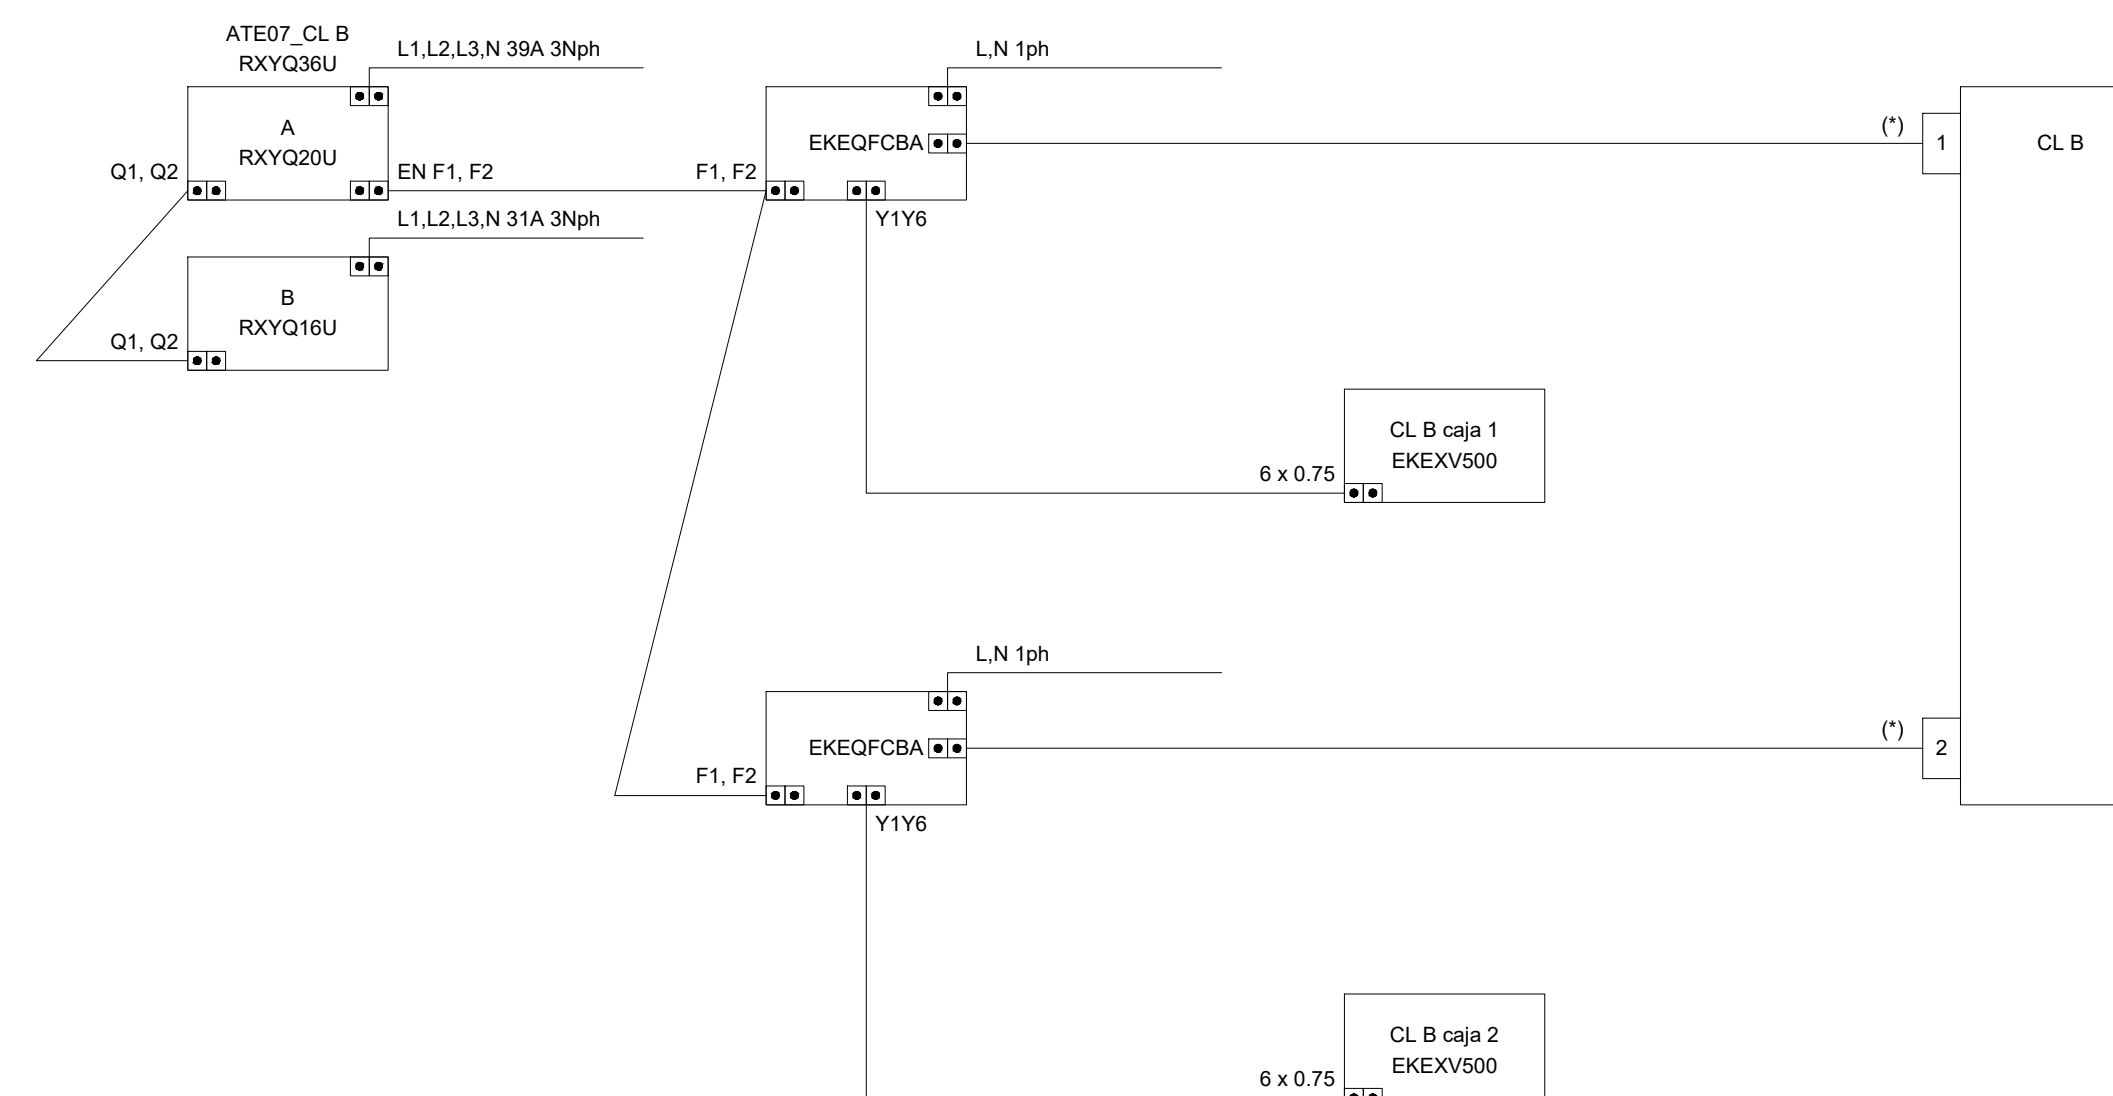 ATE07_CL B
RXYQ36U
L1,L2,L3,N 39A 3Nph
L,N 1ph
A
RXYQ20U
EKEQFCBA
(*)
1
CL B
Q1, Q2
EN F1, F2
F1, F2
L1,L2,L3,N 31A 3Nph
Y1Y6
B
RXYQ16U
Q1, Q2
CL B caja 1
EKEXV500
6 x 0.75
L,N 1ph
EKEQFCBA
(*)
2
F1, F2
Y1Y6
CL B caja 2
EKEXV500
6 x 0.75